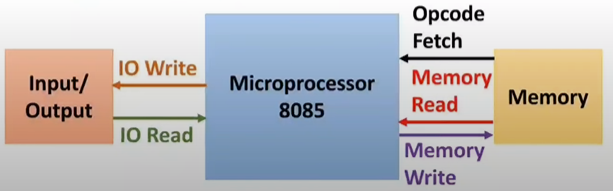 Input/
Output
IO Write
IO Read
Microprocessor
8085
Opcode
Fetch
Memory
Read
Memory
Write
Memory